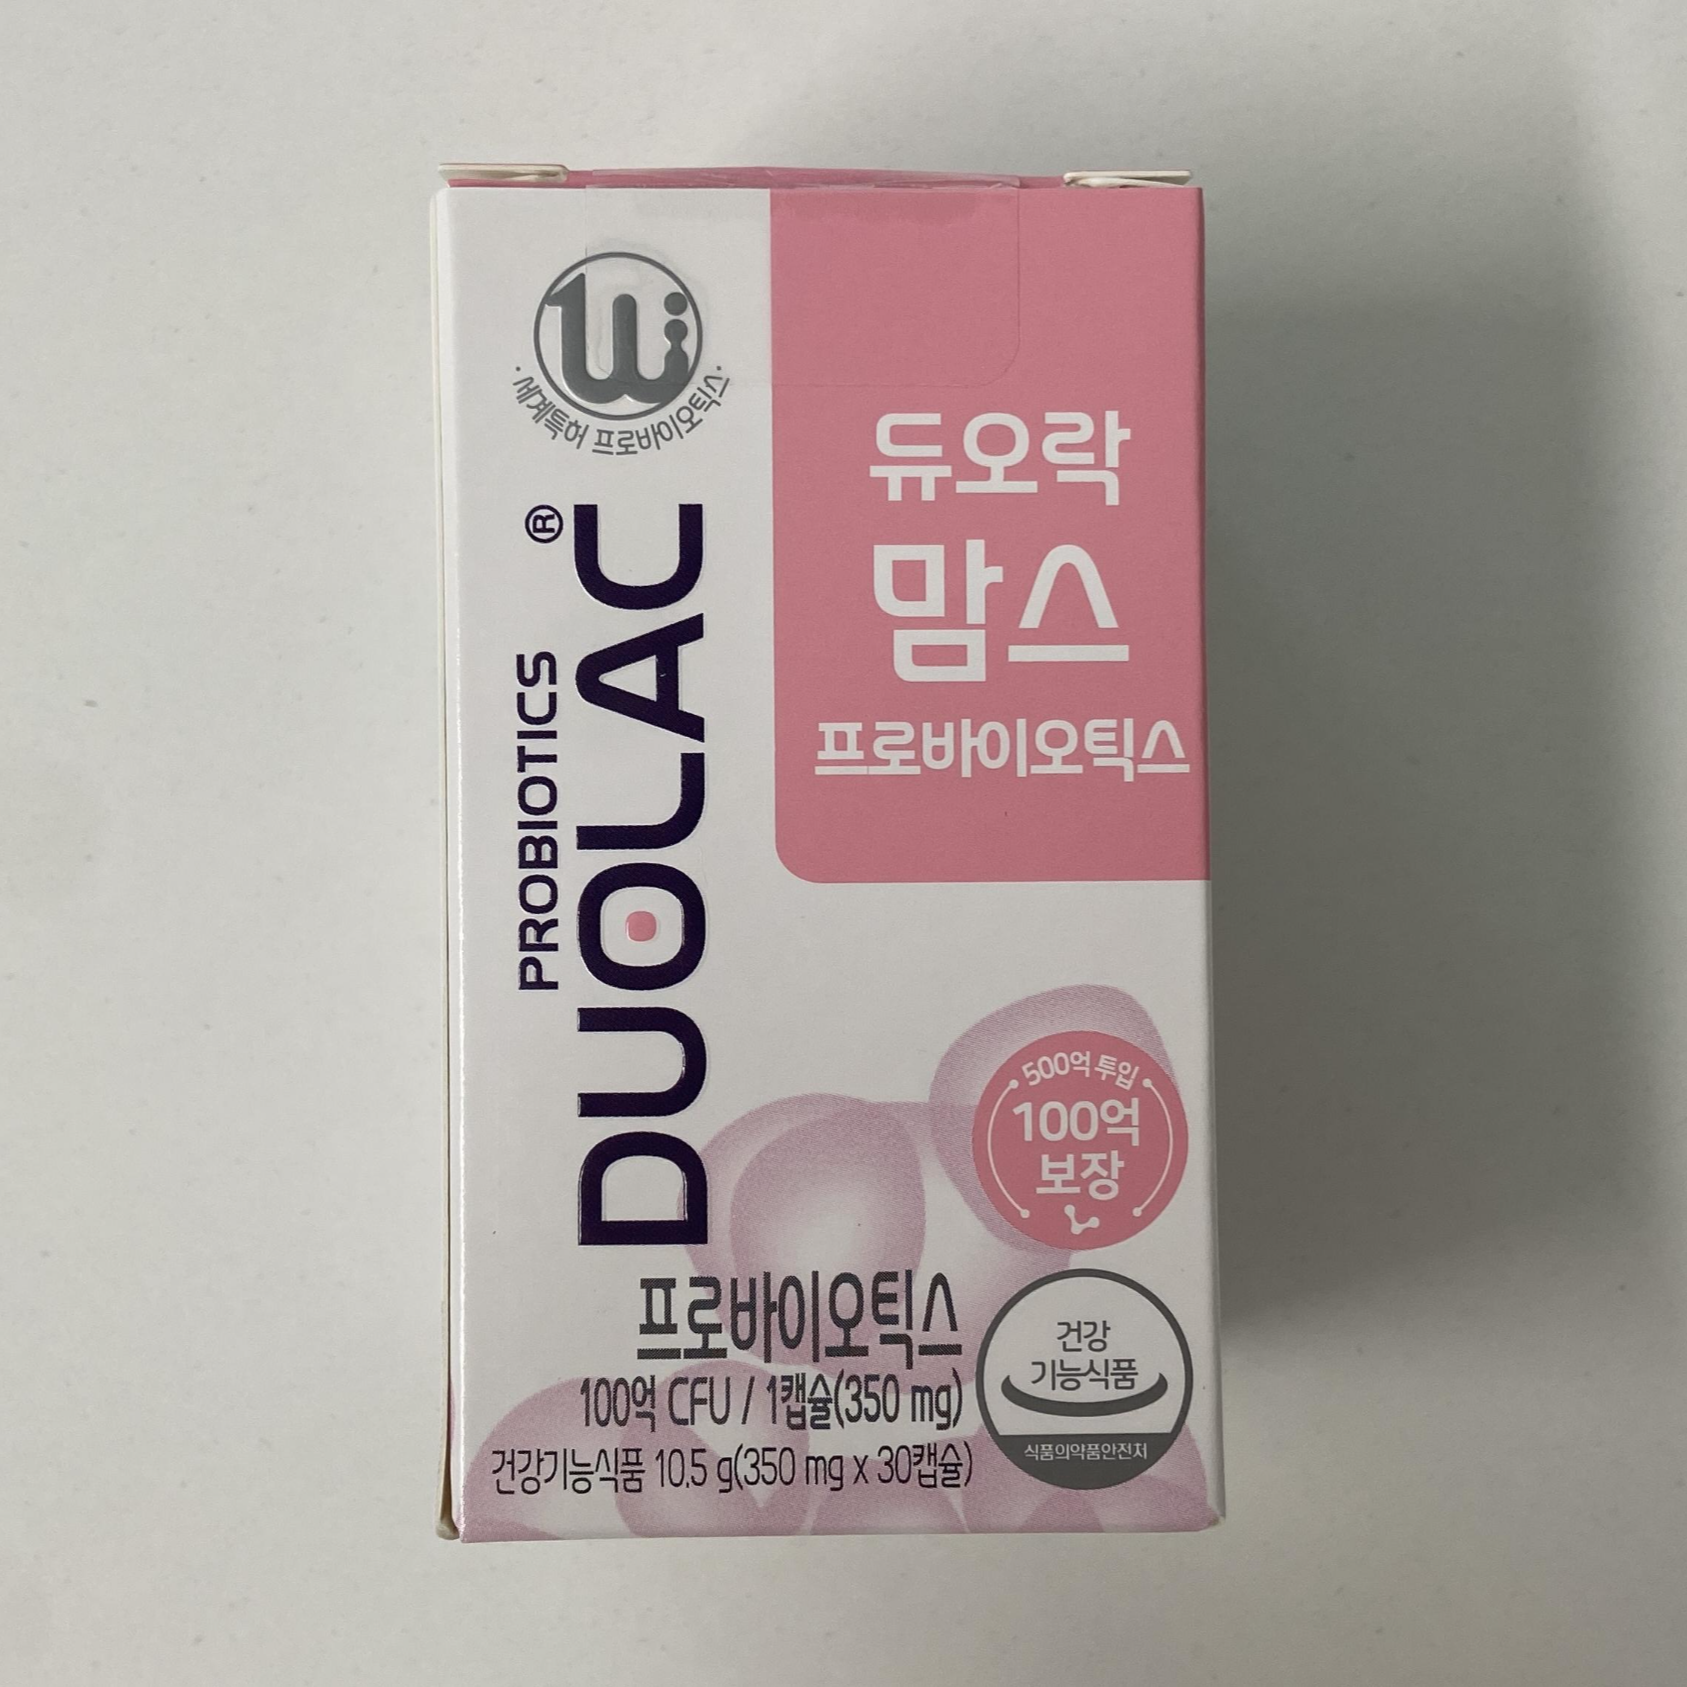 ·세계특허 프로바이오틱스·
PROBIOTICS
DUOLAC®
듀오락
맘스
프로바이오틱스
500억 투입
100억
보장
프로바이오틱스
100억 CFU / 1캡슐(350 mg)
건강기능식품 10.5 g(350 mg x 30캡슐)
건강
기능식품
식품의약품안전처